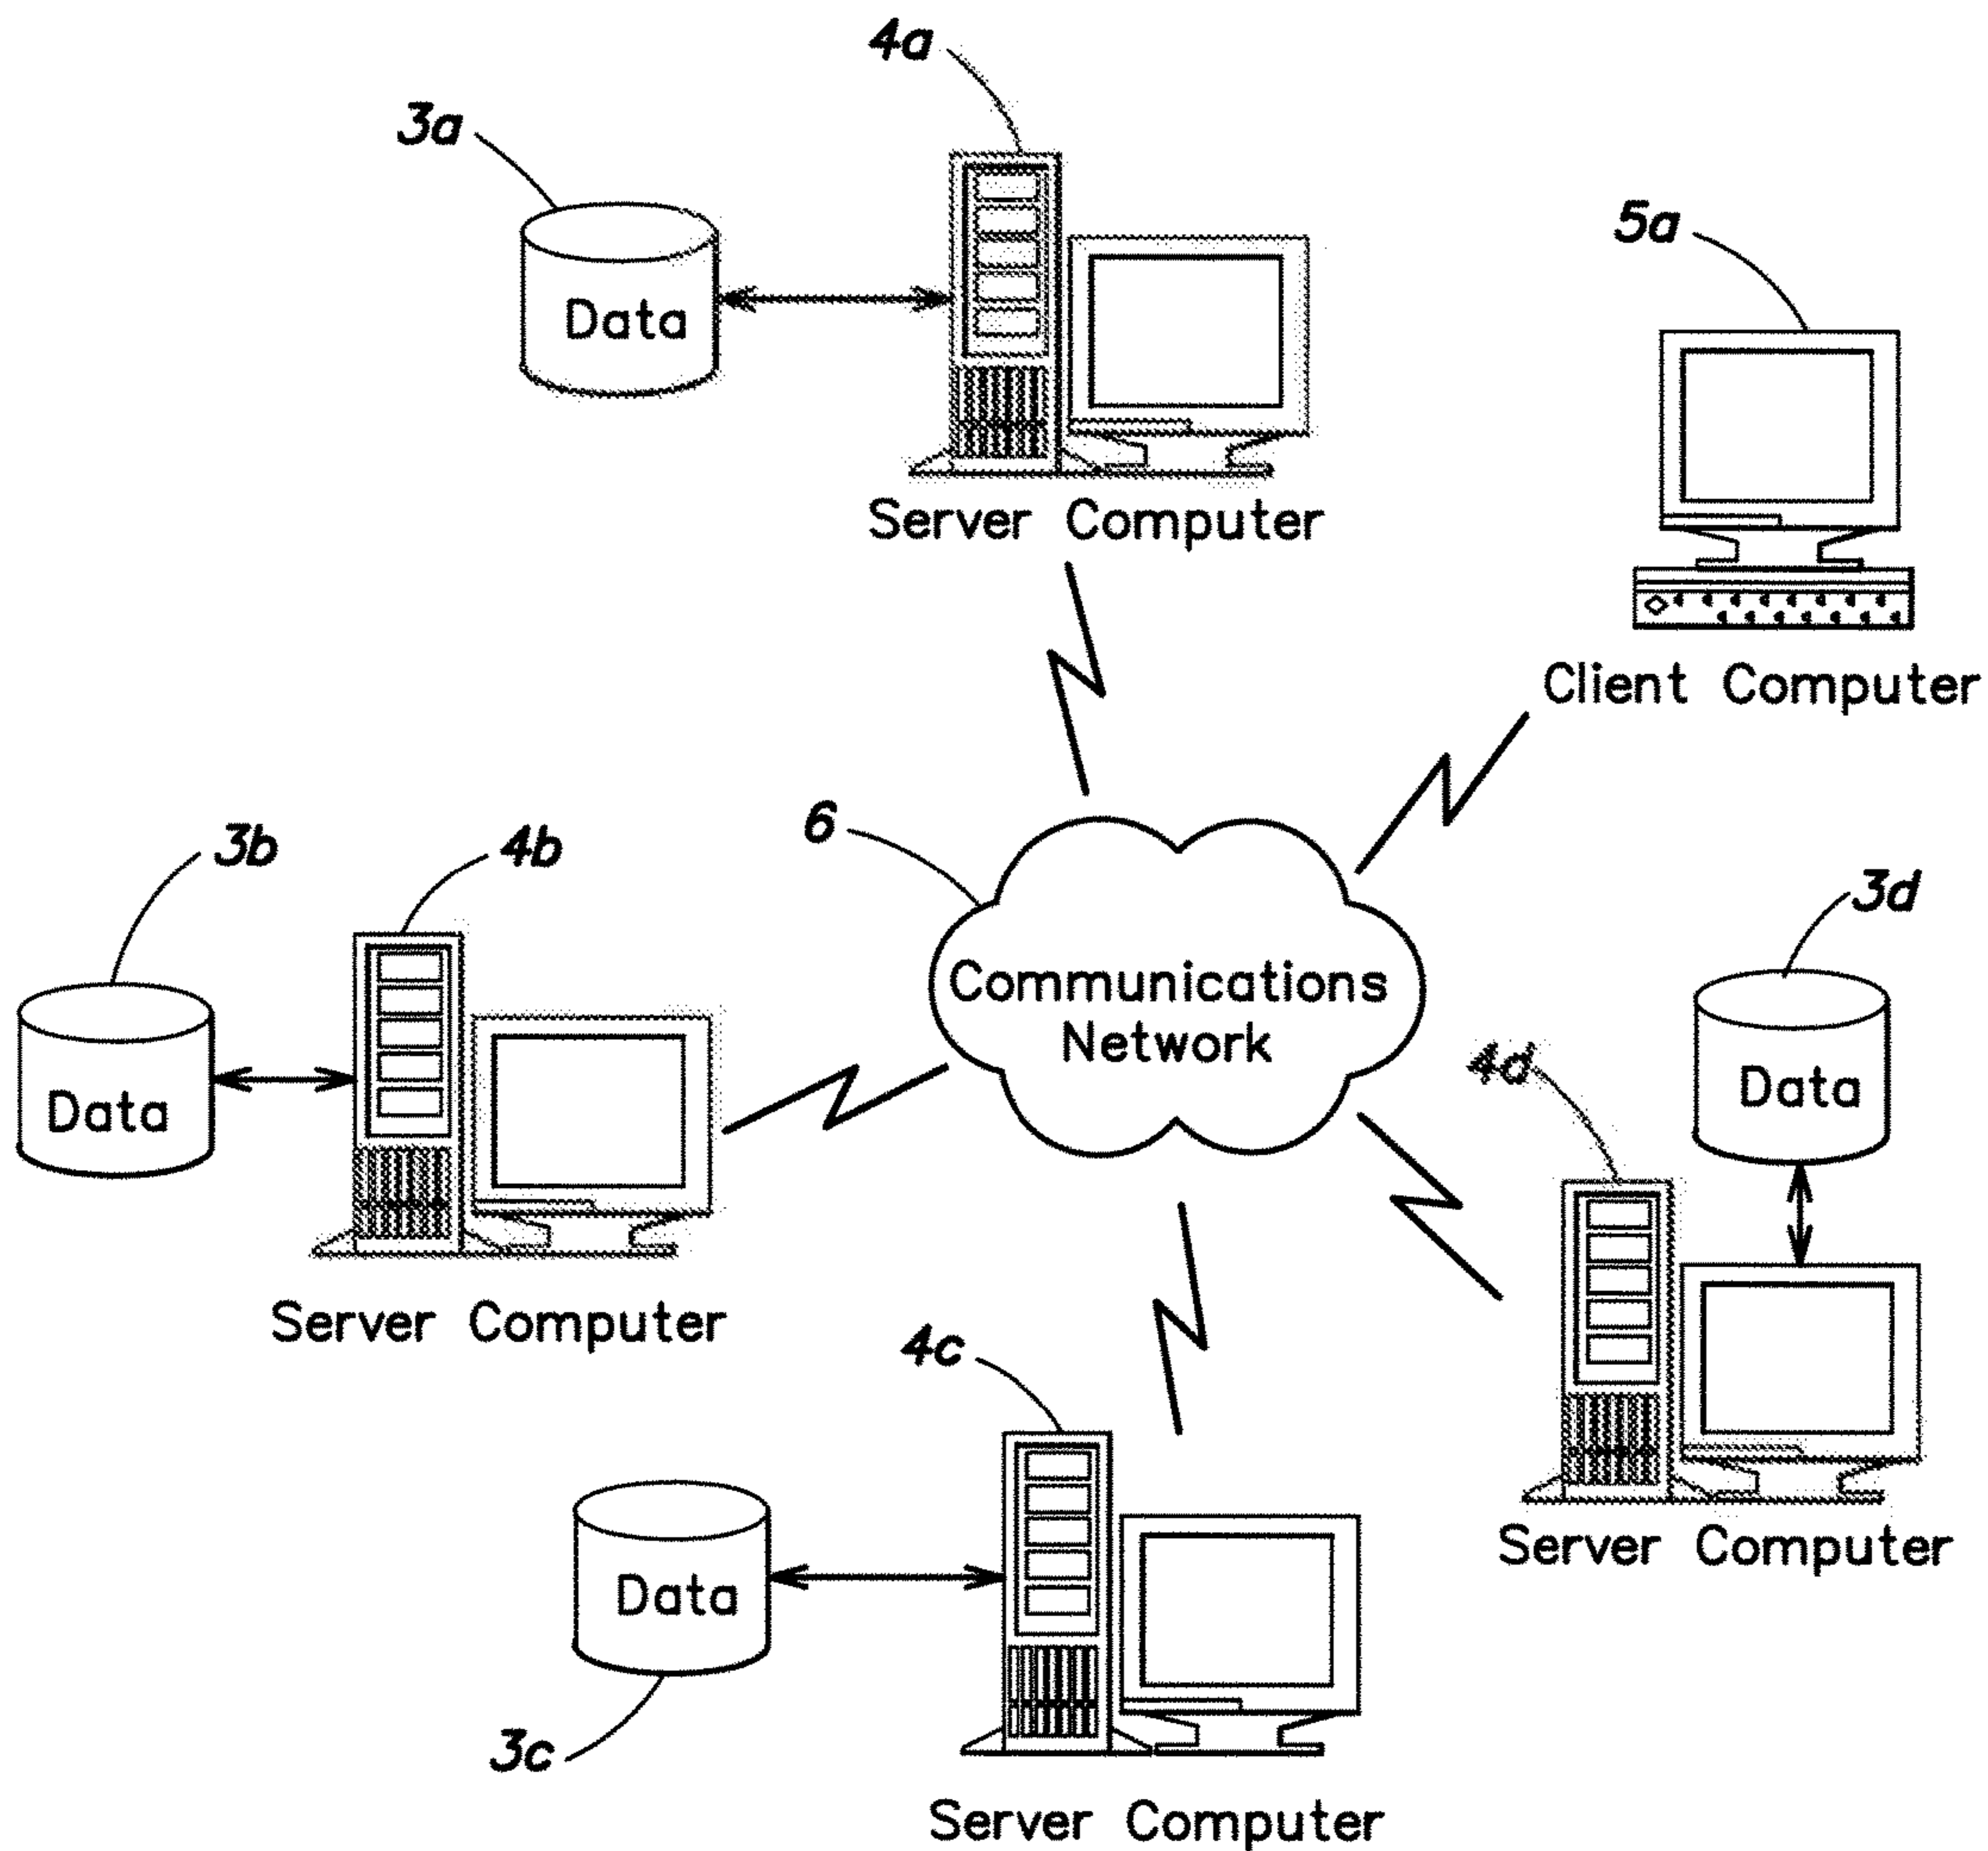 4a
3a
5a
Data
Server Computer
Client Computer
6
3b
4b
3d
Communications
Network
4d
Data
Data
Server Computer
4c
Server Computer
Data
3c
Server Computer